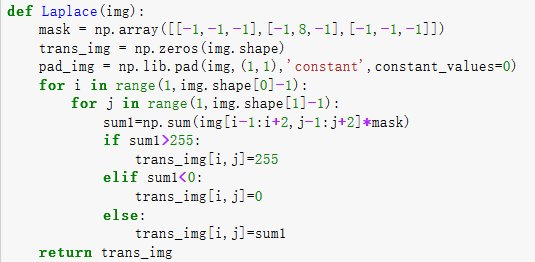 def Laplace(img):
    mask = np.array([[-1,-1,-1],[-1,8,-1],[-1,-1,-1]])
    trans_img = np.zeros(img.shape)
    pad_img = np.lib.pad(img,(1,1),'constant',constant_values=0)
    for i in range(1,img.shape[0]-1):
        for j in range(1,img.shape[1]-1):
            sum1=np.sum(img[i-1:i+2,j-1:j+2]*mask)
            if sum1>255:
                trans_img[i,j]=255
            elif sum1<0:
                trans_img[i,j]=0
            else:
                trans_img[i,j]=sum1
    return trans_img